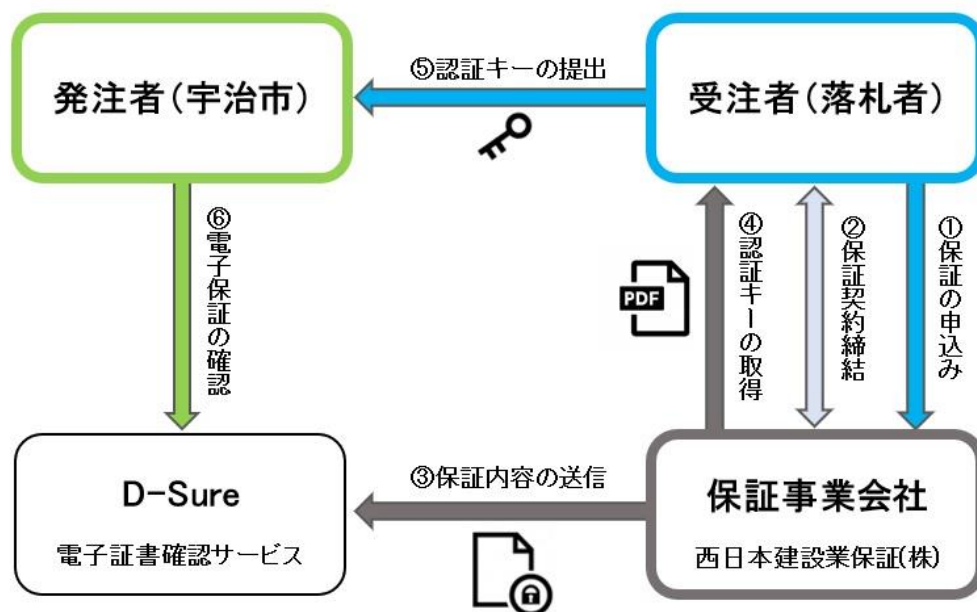 発注者(宇治市)
⑤認証キーの提出
受注者(落札者)
⑥電子保証の確認
PDF
④認証キーの取得
②保証契約締結
①保証の申込み
D-Sure
電子証書確認サービス
③保証内容の送信
保証事業会社
西日本建設業保証(株)